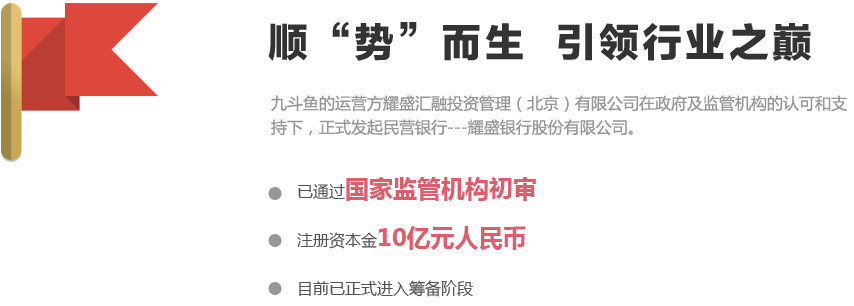 顺“势”而生 引领行业之巅
九斗鱼的运营方耀盛汇融投资管理（北京）有限公司在政府及监管机构的认可和支
持下，正式发起民营银行---耀盛银行股份有限公司。
已通过国家监管机构初审
注册资本金10亿元人民币
目前已正式进入筹备阶段